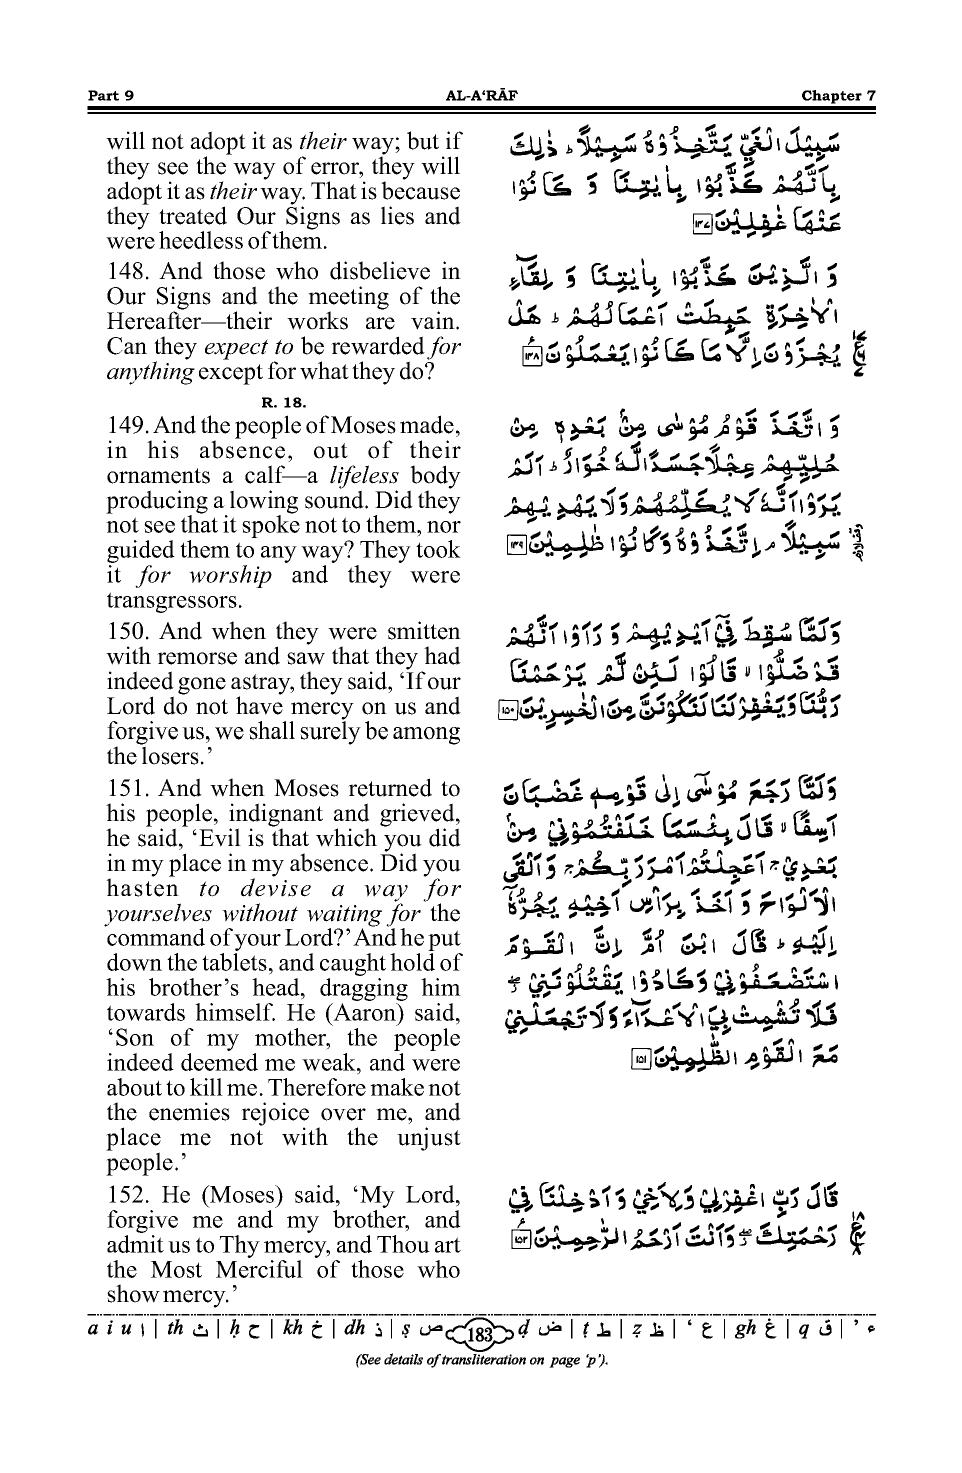 Part 9 AL-A‘RĀF Chapter 7
will not adopt it as their way; but if
they see the way of error, they will
adopt it as their way. That is because
they treated Our Signs as lies and
were heedless of them.
148. And those who disbelieve in
Our Signs and the meeting of the
Hereafter—their works are vain.
Can they expect to be rewarded for
anything except for what they do?
R. 18.
149. And the people of Moses made,
in his absence, out of their
ornaments a calf—a lifeless body
producing a lowing sound. Did they
not see that it spoke not to them, nor
guided them to any way? They took
it for worship and they were
transgressors.
150. And when they were smitten
with remorse and saw that they had
indeed gone astray, they said, ‘If our
Lord do not have mercy on us and
forgive us, we shall surely be among
the losers.’
151. And when Moses returned to
his people, indignant and grieved,
he said, ‘Evil is that which you did
in my place in my absence. Did you
hasten to devise a way for
yourselves without waiting for the
command of your Lord?’ And he put
down the tablets, and caught hold of
his brother’s head, dragging him
towards himself. He (Aaron) said,
‘Son of my mother, the people
indeed deemed me weak, and were
about to kill me. Therefore make not
the enemies rejoice over me, and
place me not with the unjust
people.’
152. He (Moses) said, ‘My Lord,
forgive me and my brother, and
admit us to Thy mercy, and Thou art
the Most Merciful of those who
show mercy.’
سَبِيْلَ الْغَيِّ يَتَّخِذُوْهُ سَبِيْلًا ؕ ذٰلِكَ
بِاَنَّهُمْ كَذَّبُوْا بِاٰيٰتِنَا وَ كَانُوْا
عَنْهَا غٰفِلِيْنَ ۝۱۴۷
وَ الَّذِيْنَ كَذَّبُوْا بِاٰيٰتِنَا وَ لِقَآءِ
الْاٰخِرَةِ حَبِطَتْ اَعْمَالُهُمْ ؕ هَلْ
يُجْزَوْنَ اِلَّا مَا كَانُوْا يَعْمَلُوْنَ ۝۱۴۸
وَ اتَّخَذَ قَوْمُ مُوْسٰى مِنْۢ بَعْدِهٖ مِنْ
حُلِيِّهِمْ عِجْلًا جَسَدًا لَّهٗ خُوَارٌ ؕ اَلَمْ
يَرَوْا اَنَّهٗ لَا يُكَلِّمُهُمْ وَلَا يَهْدِيْهِمْ
سَبِيْلًا ۘ اِتَّخَذُوْهُ وَكَانُوْا ظٰلِمِيْنَ ۝۱۴۹
وَلَمَّا سُقِطَ فِيْٓ اَيْدِيْهِمْ وَ رَاَوْا اَنَّهُمْ
قَدْ ضَلُّوْا ۙ قَالُوْا لَئِنْ لَّمْ يَرْحَمْنَا
رَبُّنَا وَيَغْفِرْ لَنَا لَنَكُوْنَنَّ مِنَ الْخٰسِرِيْنَ ۝۱۵۰
وَلَمَّا رَجَعَ مُوْسٰٓى اِلٰى قَوْمِهٖ غَضْبَانَ
اَسِفًا ۙ قَالَ بِئْسَمَا خَلَفْتُمُوْنِيْ مِنْۢ
بَعْدِيْ ۚ اَعَجِلْتُمْ اَمْرَ رَبِّكُمْ ۚ وَ اَلْقَى
الْاَلْوَاحَ وَ اَخَذَ بِرَاْسِ اَخِيْهِ يَجُرُّهٗٓ
اِلَيْهِ ؕ قَالَ ابْنَ اُمَّ اِنَّ الْقَوْمَ
اسْتَضْعَفُوْنِيْ وَكَادُوْا يَقْتُلُوْنَنِيْ ۖ
فَلَا تُشْمِتْ بِيَ الْاَعْدَآءَ وَلَا تَجْعَلْنِيْ
مَعَ الْقَوْمِ الظّٰلِمِيْنَ ۝۱۵۱
قَالَ رَبِّ اغْفِرْ لِيْ وَلِاَخِيْ وَ اَدْخِلْنَا فِيْ
رَحْمَتِكَ ۖ وَاَنْتَ اَرْحَمُ الرّٰحِمِيْنَ ۝۱۵۲
a i u ا | th ث | ḥ ح | kh خ | dh ذ | ṣ ص 183 ḍ ض | ṭ ط | ẓ ظ | ‘ ع | gh غ | q ق | ’ ء
(See details of transliteration on page ‘p’).